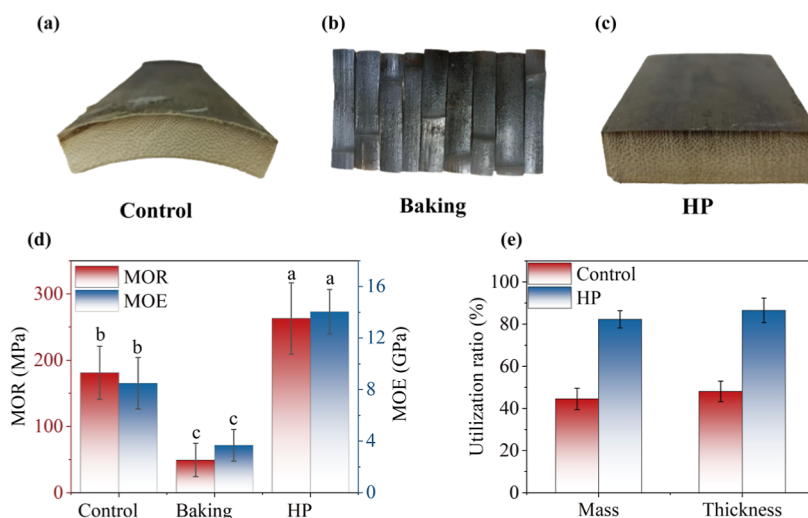 (a)
(b)
(c)
Control
Baking
HP
(d)
MOR
MOE
a a
b b
c c
MOR (MPa)
300
200
100
0
MOE (GPa)
16
12
8
4
0
Control Baking HP
(e)
Control
HP
Utilization ratio (%)
100
80
60
40
20
0
Mass Thickness